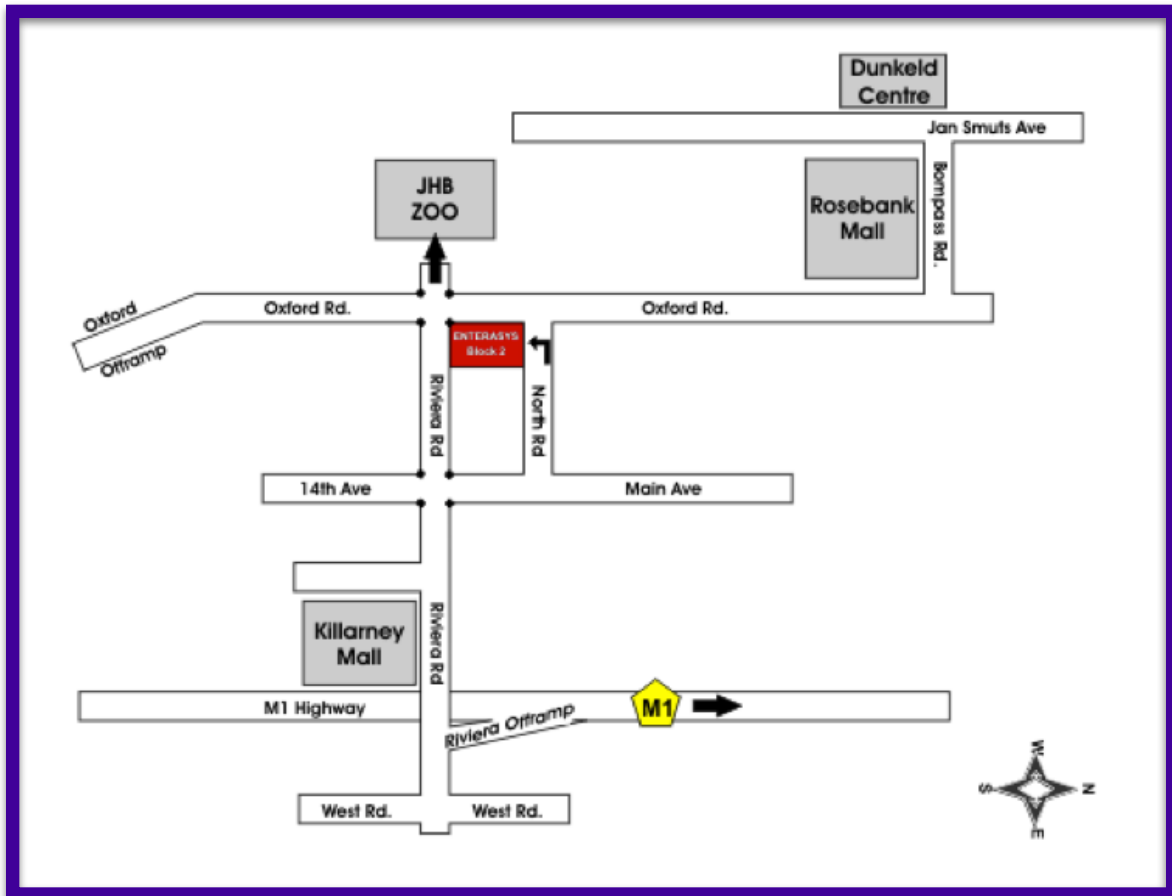 Dunkeld
Centre
Jan Smuts Ave
JHB
ZOO
Rosebank
Mall
Bompass Rd.
Oxford
Offramp
Oxford Rd.
Oxford Rd.
ENTERASYS
Block 2
Riviera Rd
North Rd
14th Ave
Main Ave
Killarney
Mall
Riviera Rd
M1 Highway
M1
Riviera Offramp
West Rd.
West Rd.
W
S
N
E